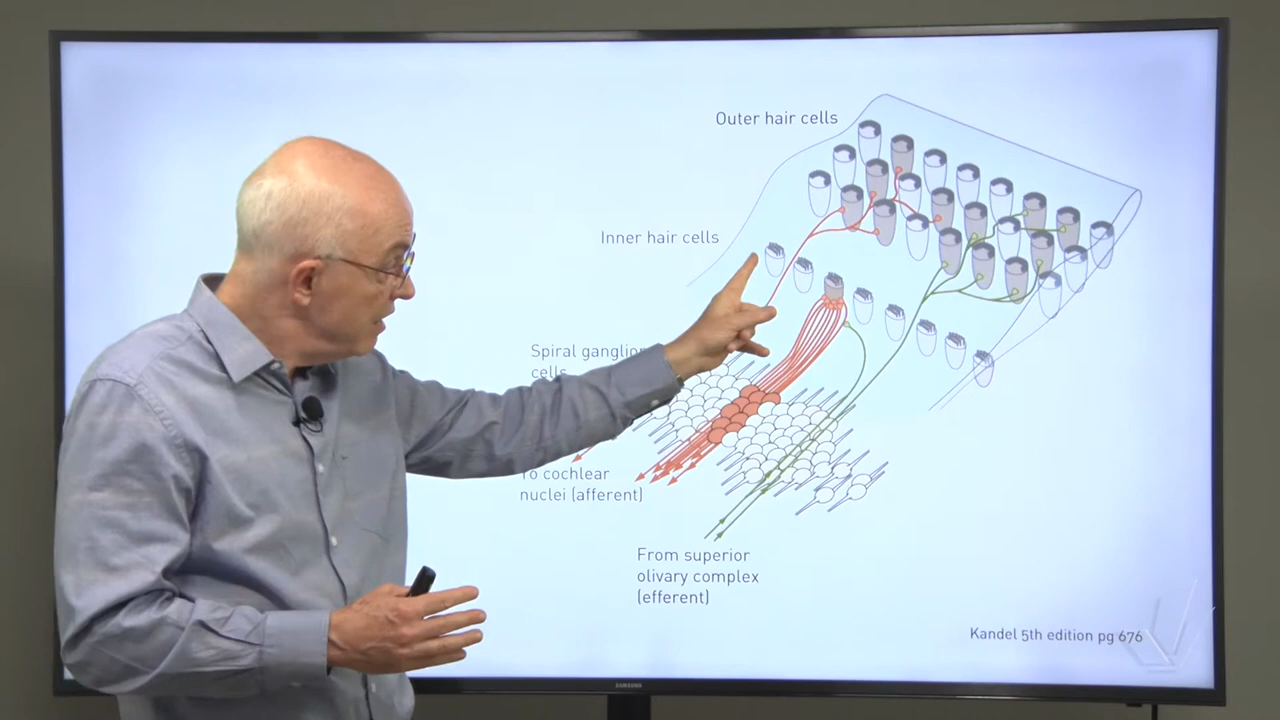 Outer hair cells
Inner hair cells
Spiral ganglion
cells
To cochlear
nuclei (afferent)
From superior
olivary complex
(efferent)
Kandel 5th edition pg 676
SAMSUNG